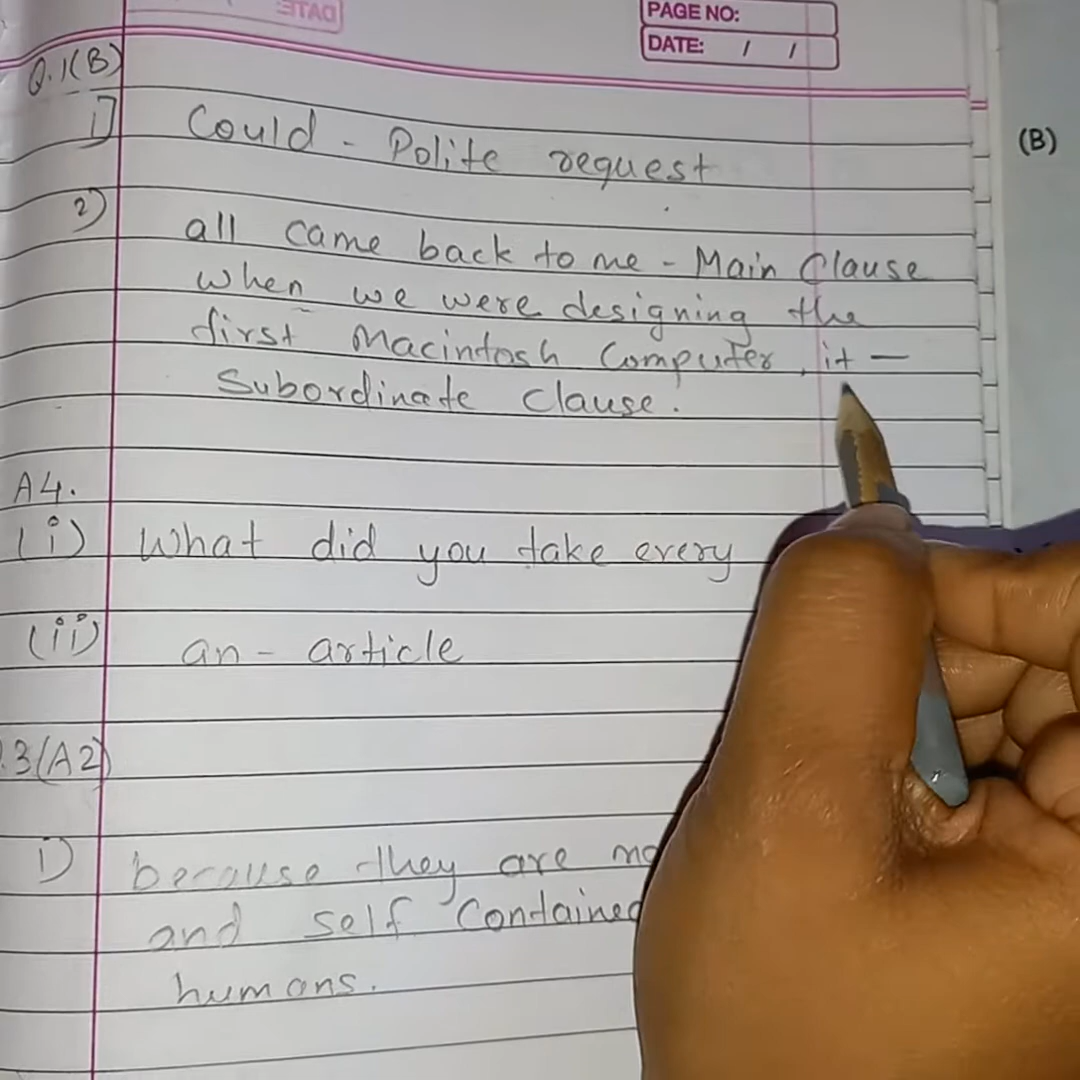 DATE
PAGE NO:
DATE: / /
Q.1(B)
(B)
1] Could - Polite request
2) all came back to me - Main Clause
when we were designing the
first Macintosh Computer, it -
Subordinate Clause.
A4.
(i) What did you take every
(ii) an - article
.3(A2)
1) because they are
and self Contained
humans.